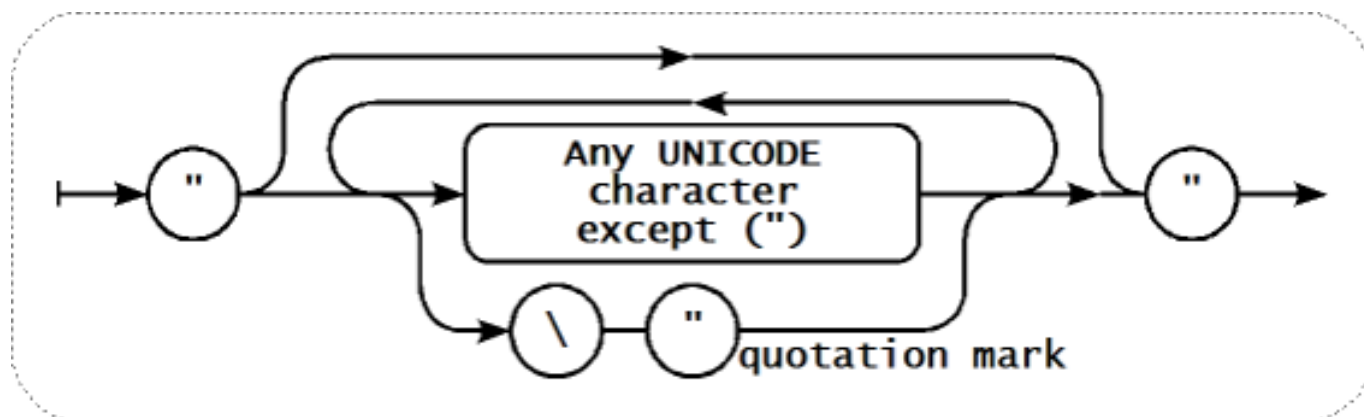 "
Any UNICODE
character
except (")
"
\
"
quotation mark